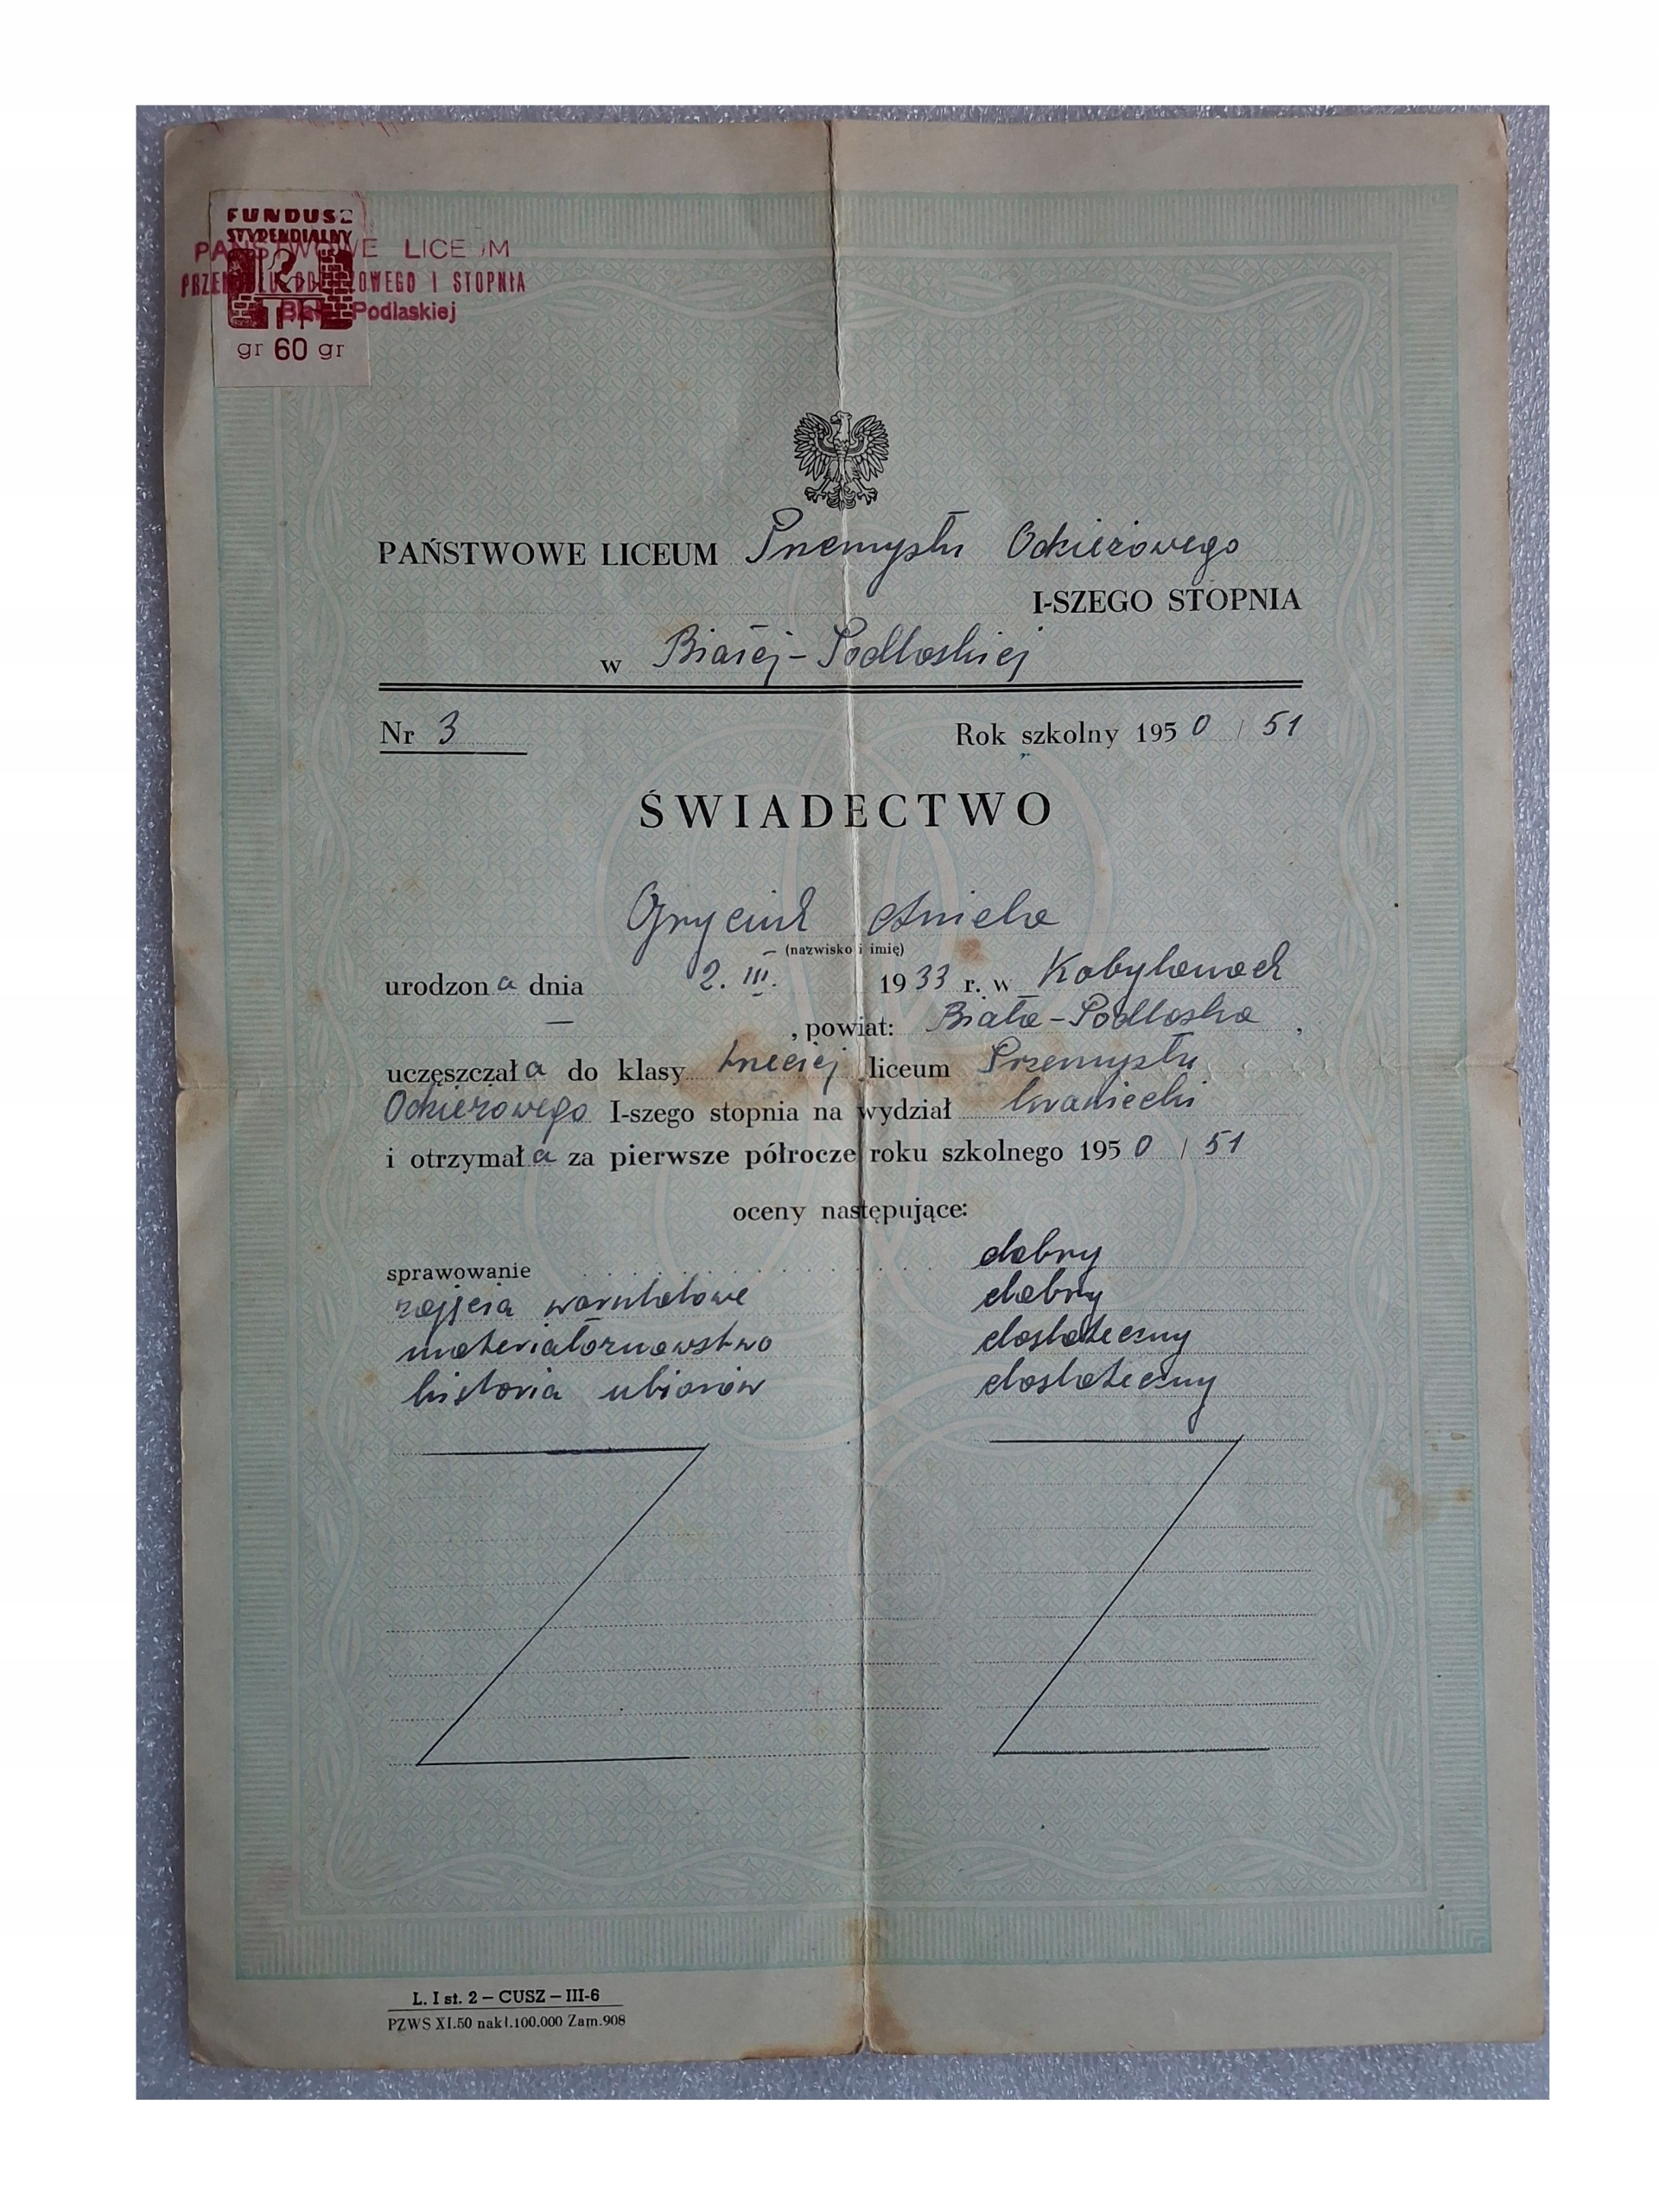 FUNDUSZ
STYPENDIALNY
PAŃSTWOWE LICEUM
PRZEMYSŁU ODZIEŻOWEGO I STOPNIA
Podlaskiej
gr 60 gr
PAŃSTWOWE LICEUM Przemysłu Odzieżowego
I-SZEGO STOPNIA
w Białej-Podlaskiej
Nr 3 Rok szkolny 1950/51
ŚWIADECTWO
Gryciuk Aniela
(nazwisko i imię)
urodzona dnia 2. III. 1933 r. w Kobylanach
— , powiat: Biała-Podlaska ,
uczęszczała do klasy trzeciej liceum Przemysłu
Odzieżowego I-szego stopnia na wydział krawiecki
i otrzymała za pierwsze półrocze roku szkolnego 1950/51
oceny następujące:
sprawowanie dobry
zajęcia warsztatowe dobry
materiałoznawstwo dostateczny
historia ubiorów dostateczny
L. I st. 2 – CUSZ – III-6
PZWS XI.50 nakł.100.000 Zam.908